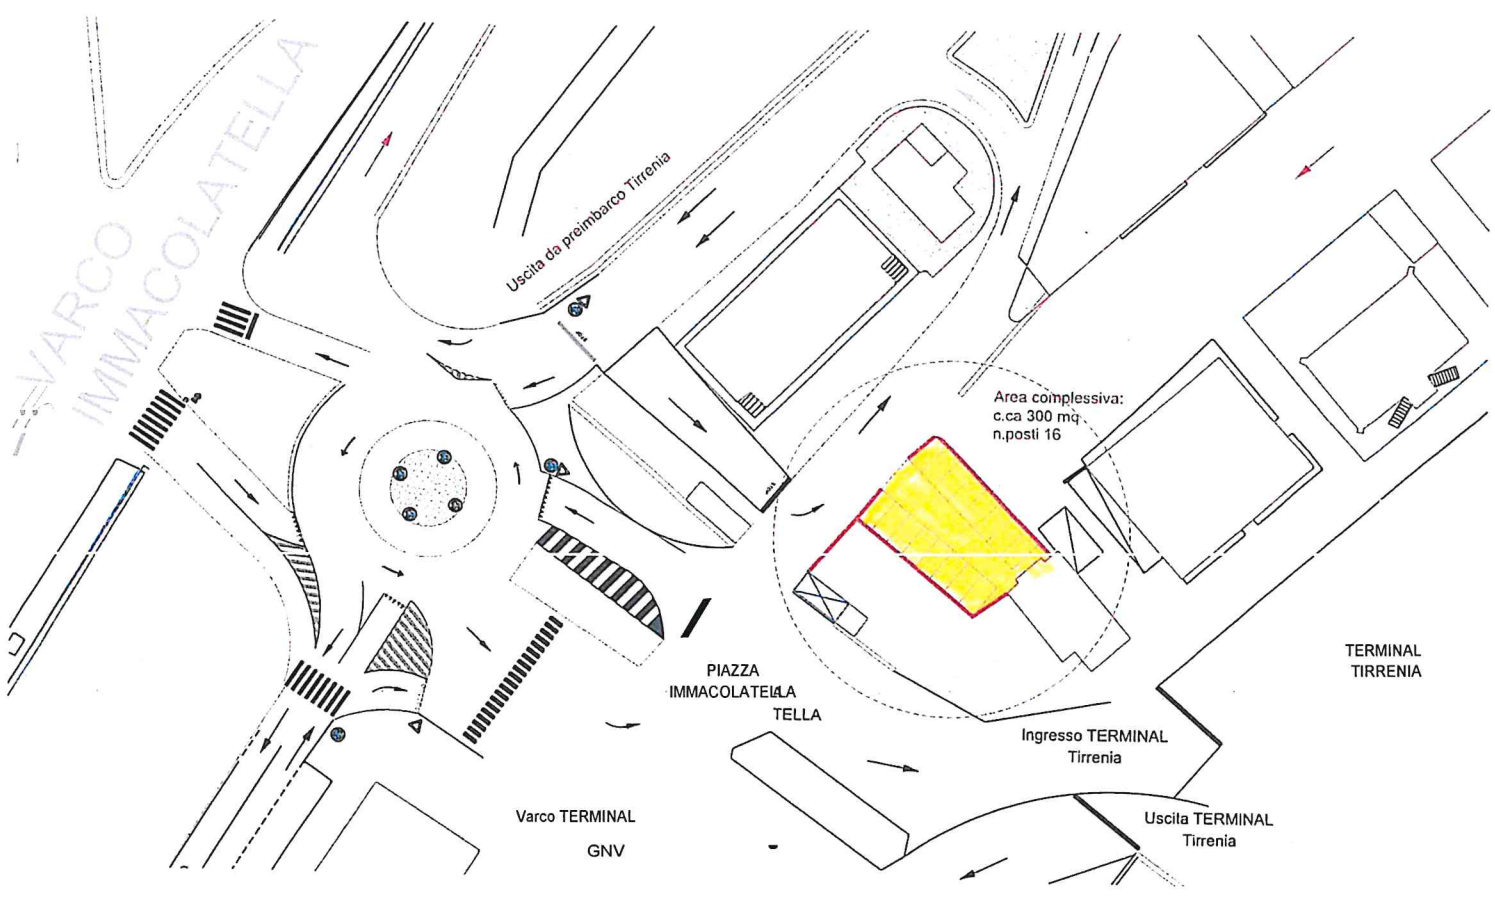 VARCO
IMMACOLATELLA
Uscita da preimbarco Tirrenia
Area complessiva:
c.ca 300 mq
n.posti 16
TERMINAL
TIRRENIA
PIAZZA
IMMACOLATELLA
TELLA
Ingresso TERMINAL
Tirrenia
Varco TERMINAL
GNV
Uscita TERMINAL
Tirrenia